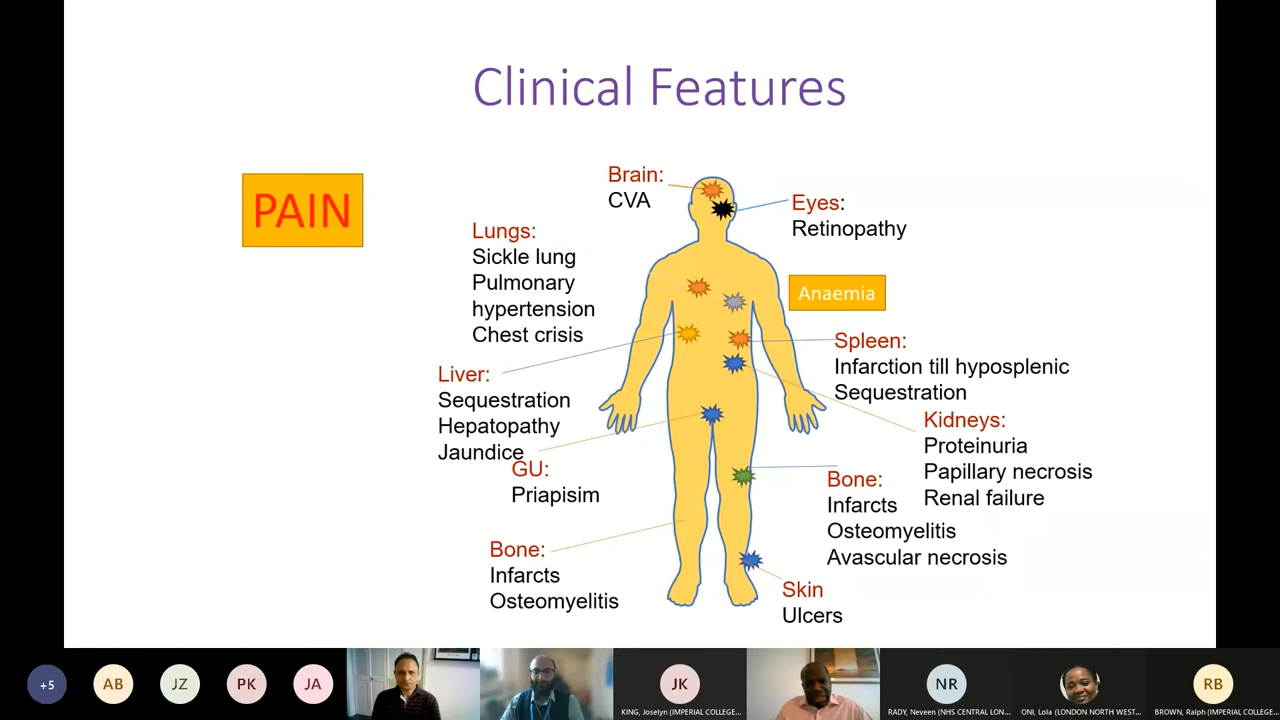 Clinical Features
PAIN
Brain:
CVA
Eyes:
Retinopathy
Lungs:
Sickle lung
Pulmonary
hypertension
Chest crisis
Anaemia
Spleen:
Infarction till hyposplenic
Sequestration
Liver:
Sequestration
Hepatopathy
Jaundice
Kidneys:
Proteinuria
Papillary necrosis
Renal failure
GU:
Priapisim
Bone:
Infarcts
Osteomyelitis
Avascular necrosis
Bone:
Infarcts
Osteomyelitis
Skin
Ulcers
+5
AB
JZ
PK
JA
JK
KING, Joselyn (IMPERIAL COLLEGE...
NR
RADY, Neveen (NHS CENTRAL LON...
ONI, Lola (LONDON NORTH WEST...
RB
BROWN, Ralph (IMPERIAL COLLEGE...